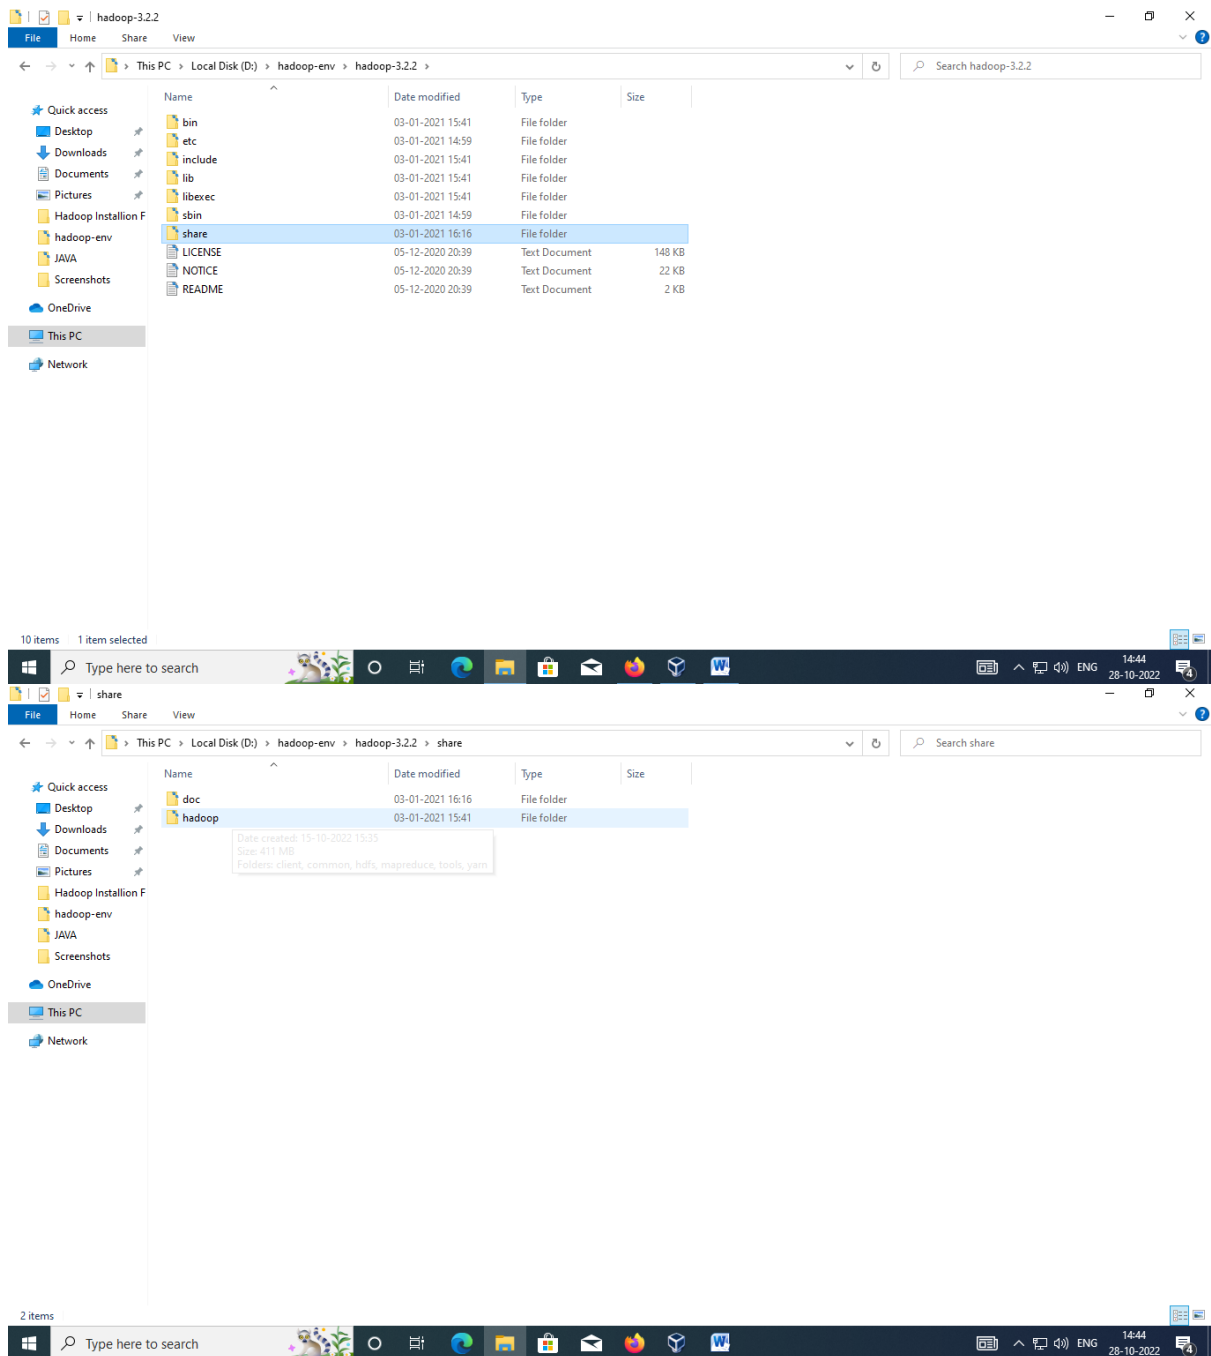 hadoop-3.2.2
File Home Share View
This PC > Local Disk (D:) > hadoop-env > hadoop-3.2.2 >
Search hadoop-3.2.2
Name Date modified Type Size
Quick access
Desktop
Downloads
Documents
Pictures
Hadoop Installion F
hadoop-env
JAVA
Screenshots
OneDrive
This PC
Network
bin 03-01-2021 15:41 File folder
etc 03-01-2021 14:59 File folder
include 03-01-2021 15:41 File folder
lib 03-01-2021 15:41 File folder
libexec 03-01-2021 15:41 File folder
sbin 03-01-2021 14:59 File folder
share 03-01-2021 16:16 File folder
LICENSE 05-12-2020 20:39 Text Document 148 KB
NOTICE 05-12-2020 20:39 Text Document 22 KB
README 05-12-2020 20:39 Text Document 2 KB
10 items 1 item selected
Type here to search
ENG
14:44
28-10-2022
4
share
File Home Share View
This PC > Local Disk (D:) > hadoop-env > hadoop-3.2.2 > share
Search share
Name Date modified Type Size
Quick access
Desktop
Downloads
Documents
Pictures
Hadoop Installion F
hadoop-env
JAVA
Screenshots
OneDrive
This PC
Network
doc 03-01-2021 16:16 File folder
hadoop 03-01-2021 15:41 File folder
Date created: 15-10-2022 15:35
Size: 411 MB
Folders: client, common, hdfs, mapreduce, tools, yarn
2 items
Type here to search
ENG
14:44
28-10-2022
4